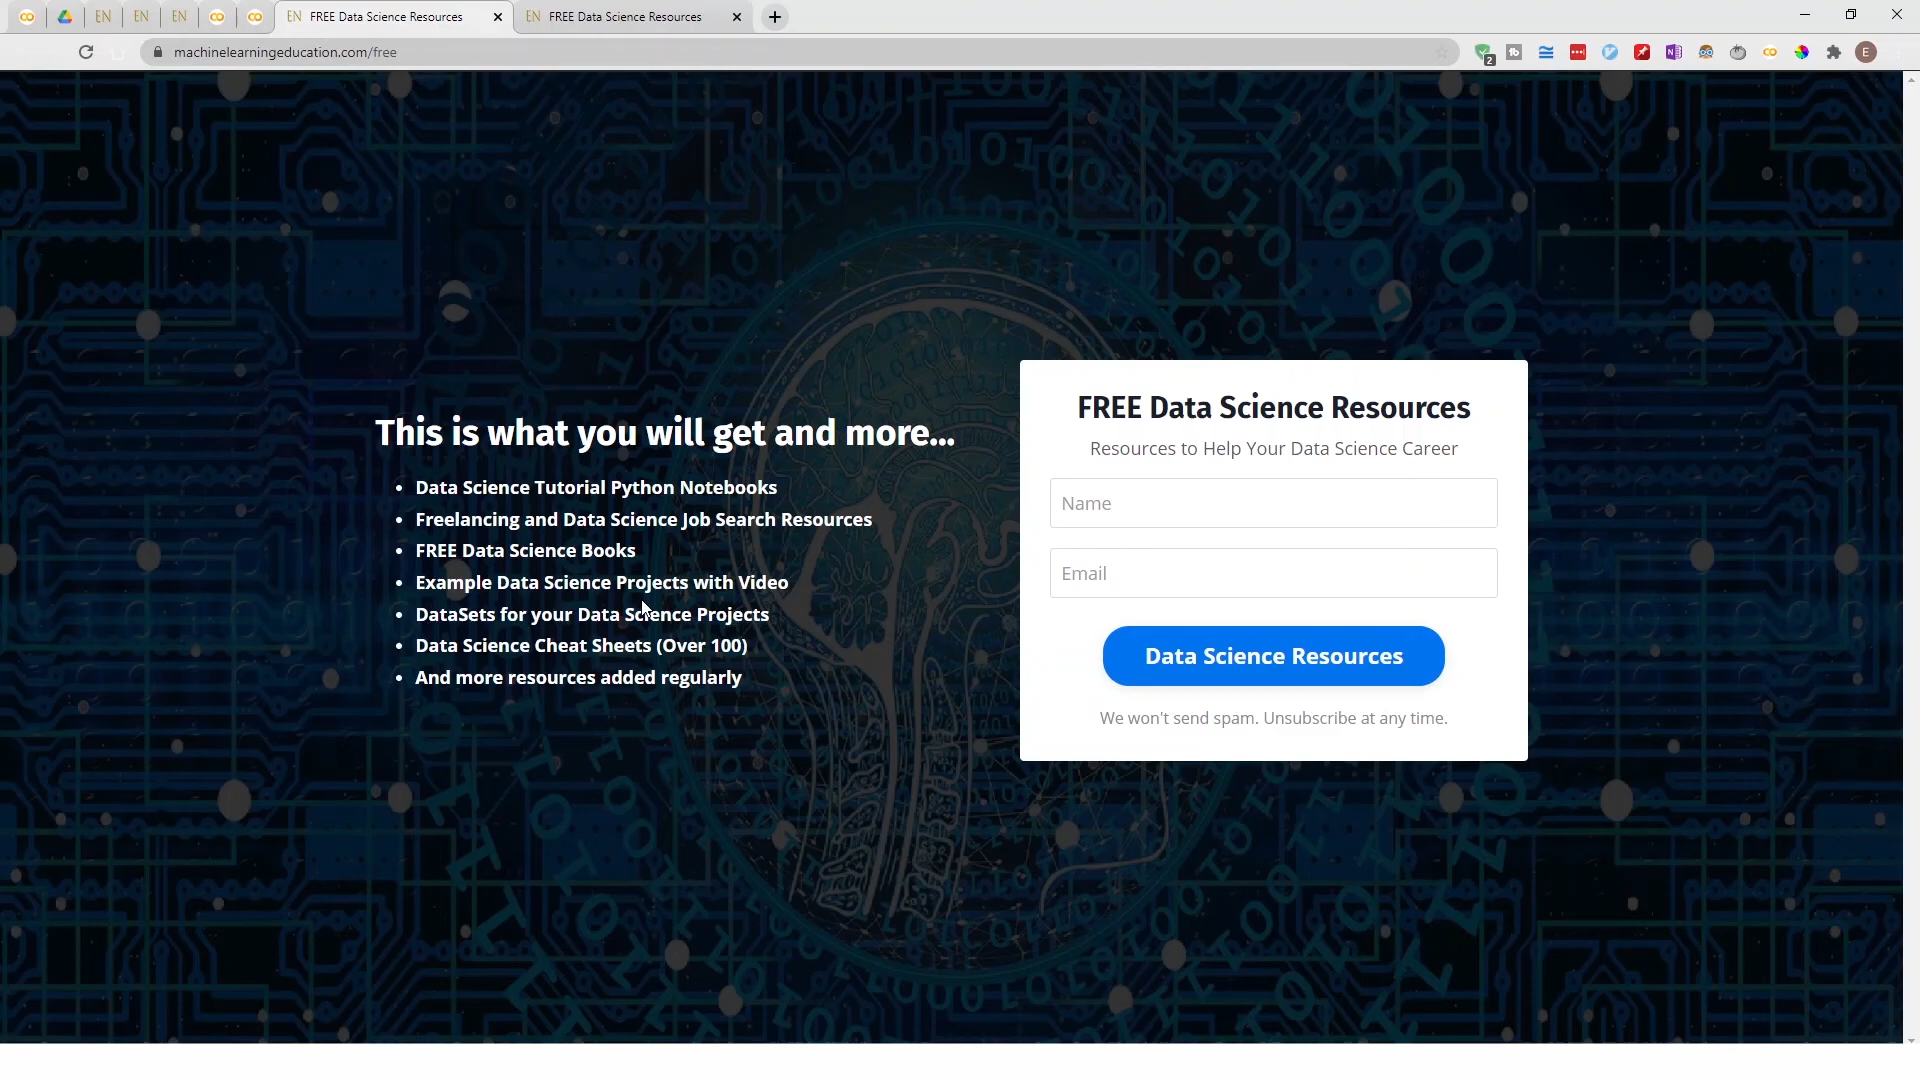 EN
EN
EN
EN FREE Data Science Resources
EN FREE Data Science Resources
machinelearningeducation.com/free
2
E
This is what you will get and more...
• Data Science Tutorial Python Notebooks
• Freelancing and Data Science Job Search Resources
• FREE Data Science Books
• Example Data Science Projects with Video
• DataSets for your Data Science Projects
• Data Science Cheat Sheets (Over 100)
• And more resources added regularly
FREE Data Science Resources
Resources to Help Your Data Science Career
Name
Email
Data Science Resources
We won't send spam. Unsubscribe at any time.